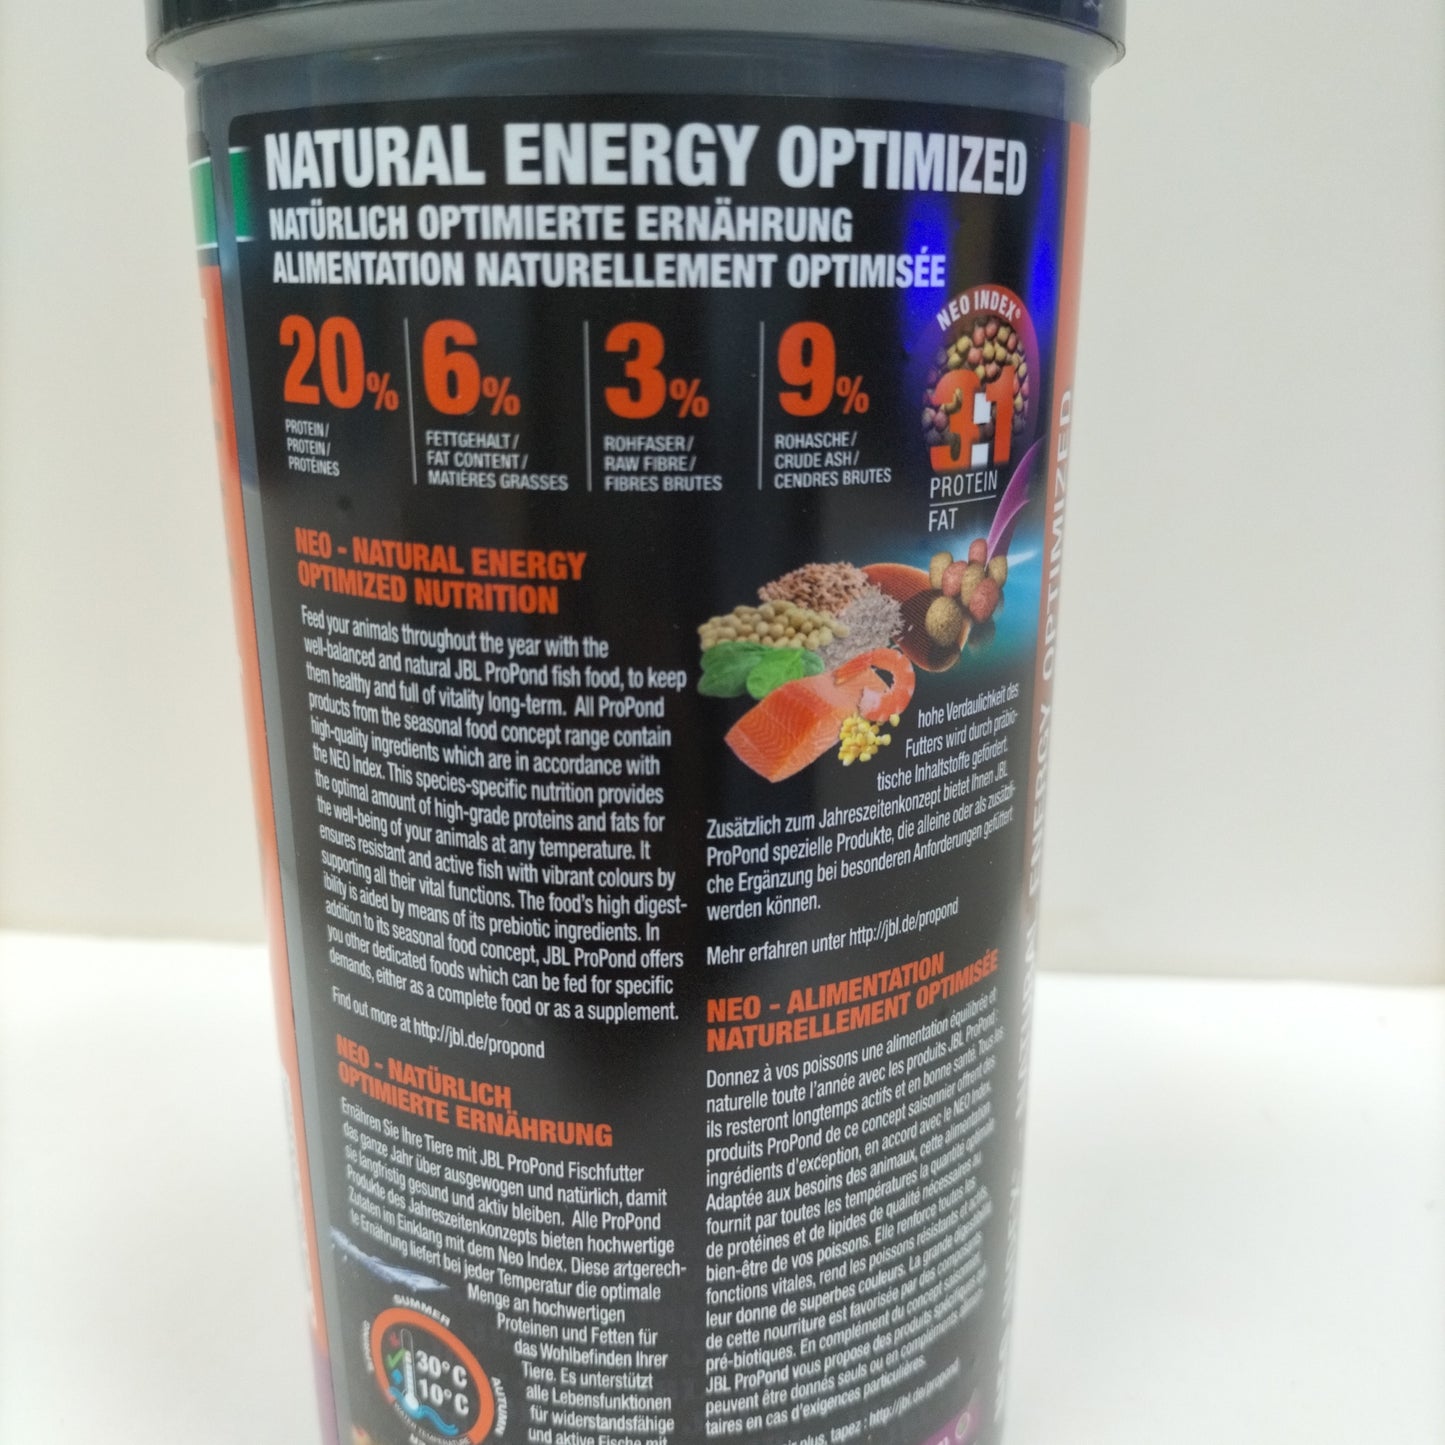 NATURAL ENERGY OPTIMIZED
NATÜRLICH OPTIMIERTE ERNÄHRUNG
ALIMENTATION NATURELLEMENT OPTIMISÉE
20%
PROTEIN/
PROTEIN/
PROTÉINES
6%
FETTGEHALT/
FAT CONTENT/
MATIÈRES GRASSES
3%
ROHFASER/
RAW FIBRE/
FIBRES BRUTES
9%
ROHASCHE/
CRUDE ASH/
CENDRES BRUTES
NEO INDEX®
3:1
PROTEIN
FAT
NEO - NATURAL ENERGY
OPTIMIZED NUTRITION
Feed your animals throughout the year with the
well-balanced and natural JBL ProPond fish food, to keep
them healthy and full of vitality long-term. All ProPond
products from the seasonal food concept range contain
high-quality ingredients which are in accordance with
the NEO Index. This species-specific nutrition provides
the optimal amount of high-grade proteins and fats for
the well-being of your animals at any temperature. It
ensures resistant and active fish with vibrant colours by
supporting all their vital functions. The food's high digest-
ibility is aided by means of its prebiotic ingredients. In
addition to its seasonal food concept, JBL ProPond offers
you other dedicated foods which can be fed for specific
demands, either as a complete food or as a supplement.
Find out more at http://jbl.de/propond
NEO - NATÜRLICH
OPTIMIERTE ERNÄHRUNG
Ernähren Sie Ihre Tiere mit JBL ProPond Fischfutter
das ganze Jahr über ausgewogen und natürlich, damit
sie langfristig gesund und aktiv bleiben. Alle ProPond
Produkte des Jahreszeitenkonzepts bieten hochwertige
Zutaten im Einklang mit dem Neo Index. Diese artgerech-
te Ernährung liefert bei jeder Temperatur die optimale
Menge an hochwertigen
Proteinen und Fetten für
das Wohlbefinden Ihrer
Tiere. Es unterstützt
alle Lebensfunktionen
für widerstandsfähige
und aktive Fische mit
SUMMER
AUTUMN
30°C
10°C
WATER TEMPERATURE
hohe Verdaulichkeit des
Futters wird durch präbio-
tische Inhaltstoffe gefördert.
Zusätzlich zum Jahreszeitenkonzept bietet Ihnen JBL
ProPond spezielle Produkte, die alleine oder als zusätzli-
che Ergänzung bei besonderen Anforderungen gefüttert
werden können.
Mehr erfahren unter http://jbl.de/propond
NEO - ALIMENTATION
NATURELLEMENT OPTIMISÉE
Donnez à vos poissons une alimentation équilibrée et
naturelle toute l'année avec les produits JBL ProPond :
ils resteront longtemps actifs et en bonne santé. Tous les
produits ProPond de ce concept saisonnier offrent des
ingrédients d'exception, en accord avec le NEO Index.
Adaptée aux besoins des animaux, cette alimentation
fournit par toutes les températures la quantité optimale
de protéines et de lipides de qualité nécessaires au
bien-être de vos poissons. Elle renforce toutes les
fonctions vitales, rend les poissons résistants et actifs,
leur donne de superbes couleurs. La grande digestibilité
de cette nourriture est favorisée par des composants
pré-biotiques. En complément du concept saisonnier,
JBL ProPond vous propose des produits spécifiques qui
peuvent être donnés seuls ou en compléments alimen-
taires en cas d'exigences particulières.
plus, tapez : http://jbl.de/propond
ENERGY OPTIMIZED